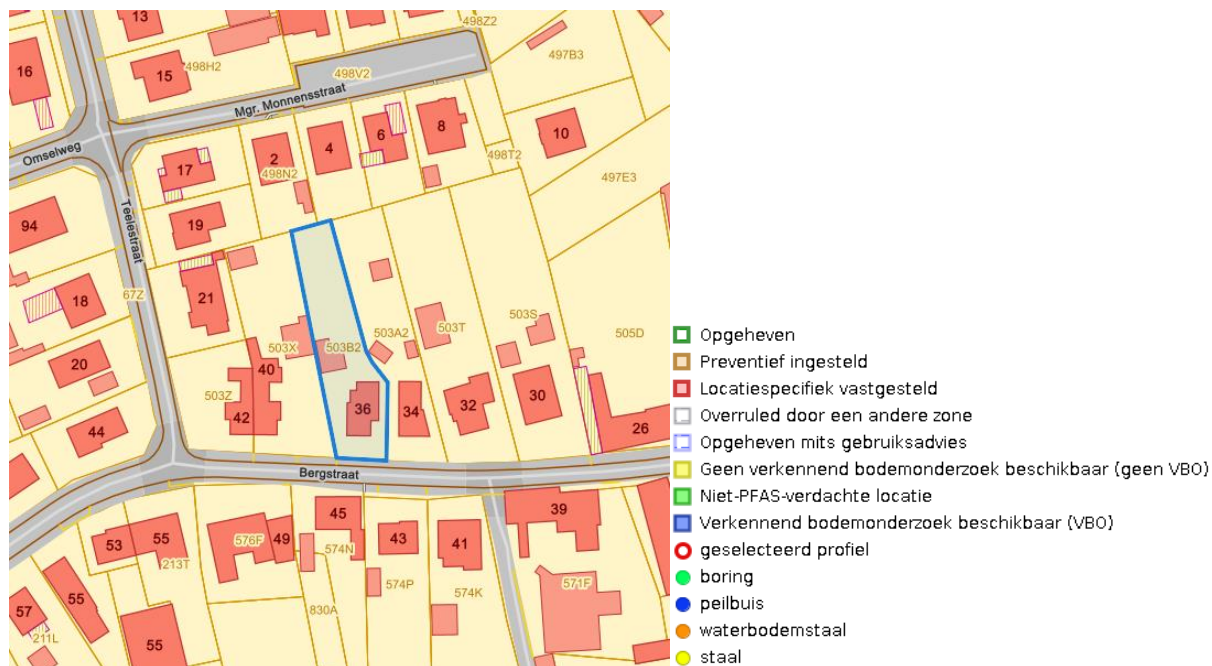 13
498Z2
16
15
498H2
497B3
498V2
Mgr. Monnensstraat
Omselweg
17
2
498N2
4
6
8
10
498T2
497E3
94
19
Teelestraat
18
67Z
21
20
503X
503B2
503A2
503T
503S
505D
40
503Z
42
36
34
32
30
26
44
Bergstraat
53
55
213T
576F
49
45
574N
43
41
39
574P
574K
571F
830A
57
55
211L
55
Opgeheven
Preventief ingesteld
Locatiespecifiek vastgesteld
Overruled door een andere zone
Opgeheven mits gebruiksadvies
Geen verkennend bodemonderzoek beschikbaar (geen VBO)
Niet-PFAS-verdachte locatie
Verkennend bodemonderzoek beschikbaar (VBO)
geselecteerd profiel
boring
peilbuis
waterbodemstaal
staal